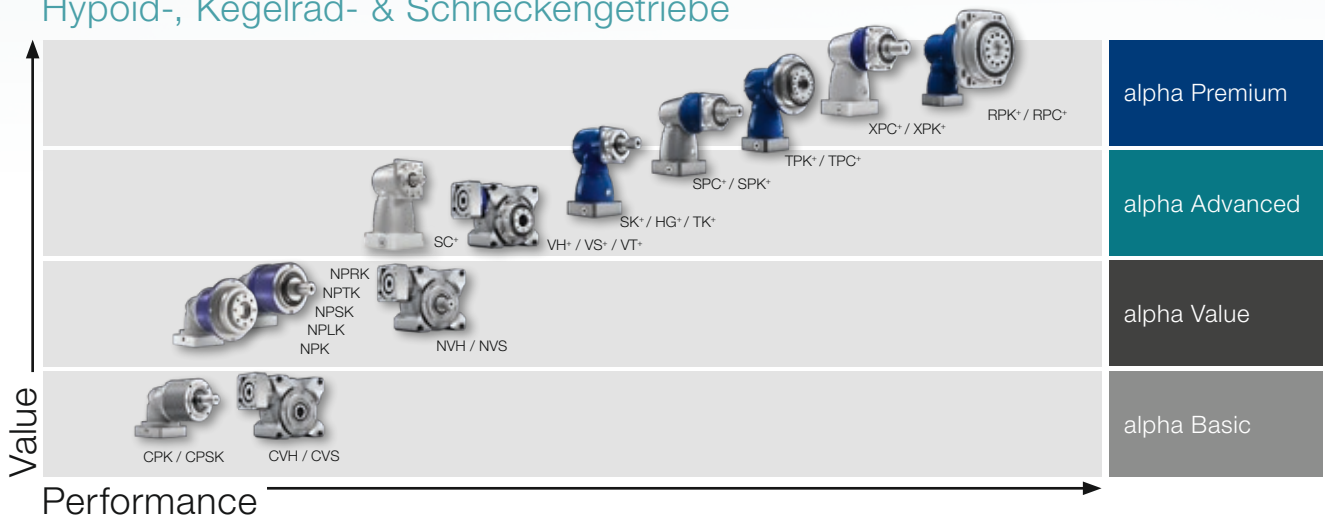 Hypoid-, Kegelrad- & Schneckengetriebe
alpha Premium
RPK⁺ / RPC⁺
XPC⁺ / XPK⁺
TPK⁺ / TPC⁺
SPC⁺ / SPK⁺
alpha Advanced
SK⁺ / HG⁺ / TK⁺
SC⁺
VH⁺ / VS⁺ / VT⁺
NPRK
NPTK
NPSK
NPLK
NPK
NVH / NVS
alpha Value
CPK / CPSK
CVH / CVS
alpha Basic
Value
Performance